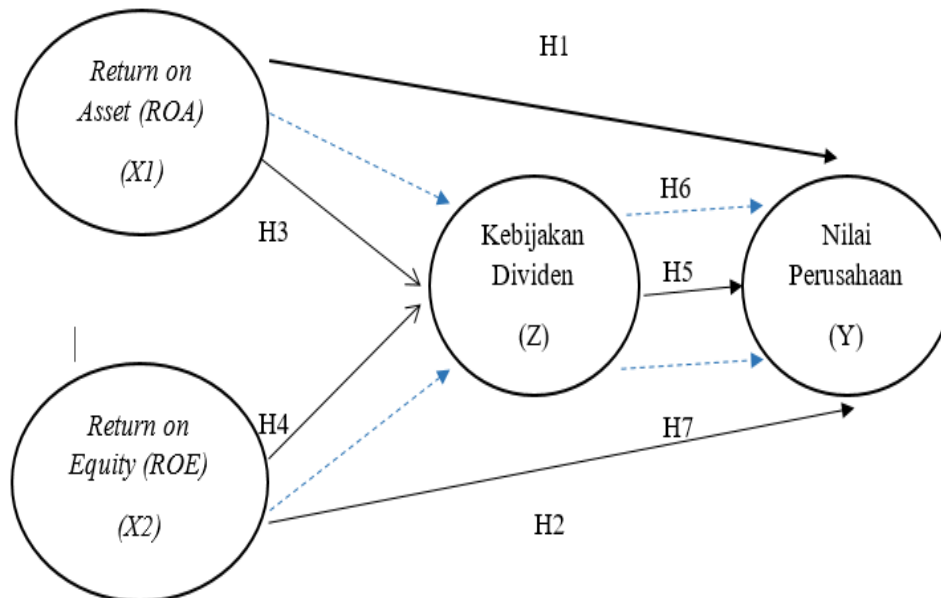 H1
Return on
Asset (ROA)
(X1)
H3
H6
Kebijakan
Dividen
(Z)
H5
Nilai
Perusahaan
(Y)
H4
Return on
Equity (ROE)
(X2)
H7
H2